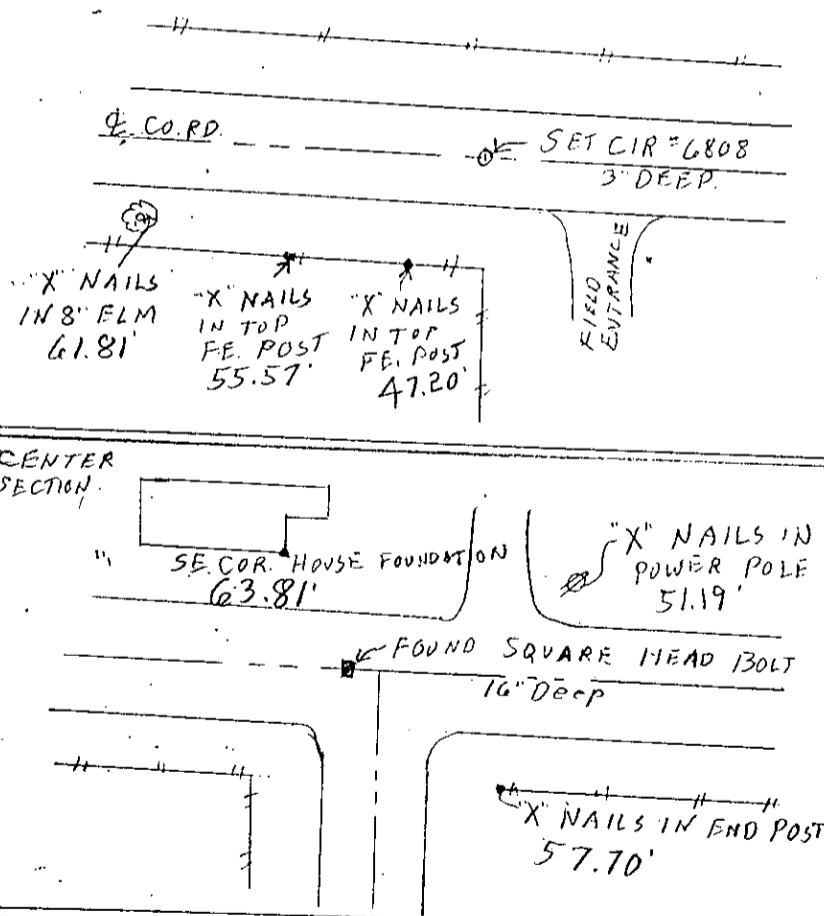 ℄ CO. RD.
SET CIR #6808
3" DEEP.
FIELD
ENTRANCE
"X" NAILS
IN 8" ELM
61.81'
"X" NAILS
IN TOP
FE. POST
55.57'
"X" NAILS
IN TOP
FE. POST
47.20'
CENTER
SECTION.
SE. COR. HOUSE FOUNDATION
63.81'
"X" NAILS IN
POWER POLE
51.19'
FOUND SQUARE HEAD BOLT
16" Deep
"X" NAILS IN END POST
57.70'